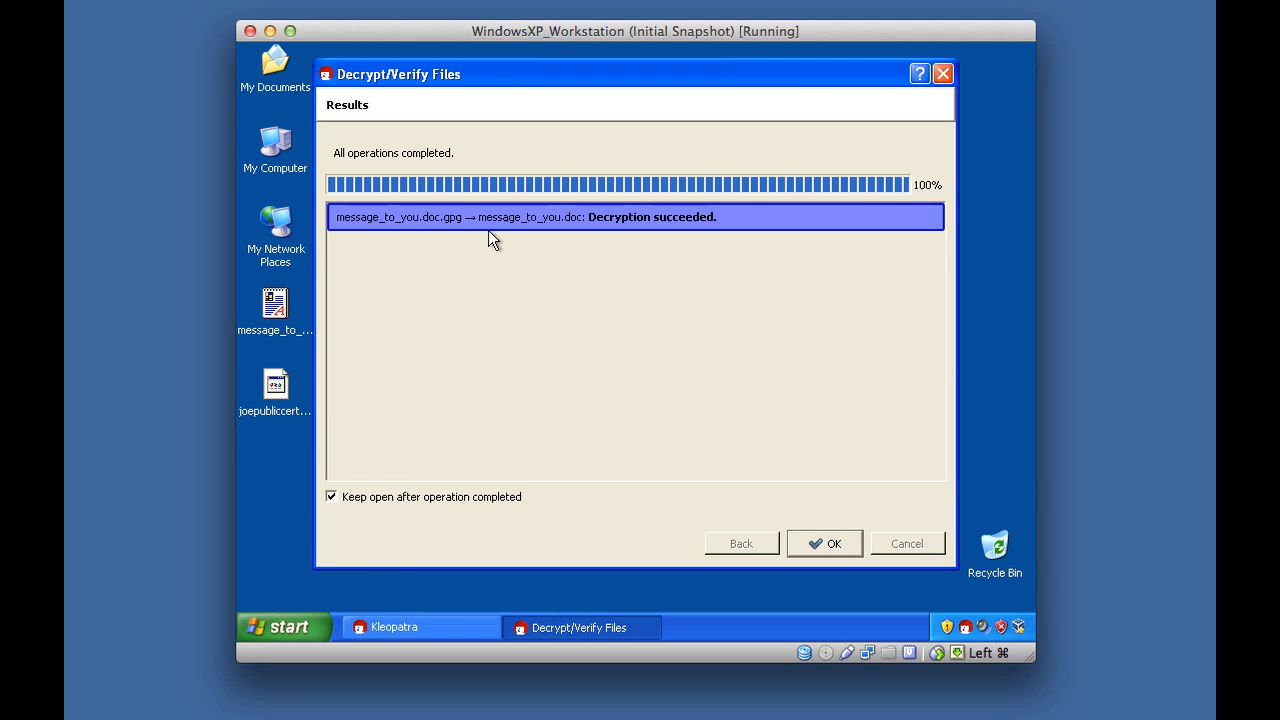 WindowsXP_Workstation (Initial Snapshot) [Running]
My Documents
My Computer
My Network
Places
message_to_...
joepubliccert...
Decrypt/Verify Files
Results
All operations completed.
100%
message_to_you.doc.gpg → message_to_you.doc: Decryption succeeded.
Keep open after operation completed
Back
OK
Cancel
Recycle Bin
start
Kleopatra
Decrypt/Verify Files
Left ⌘